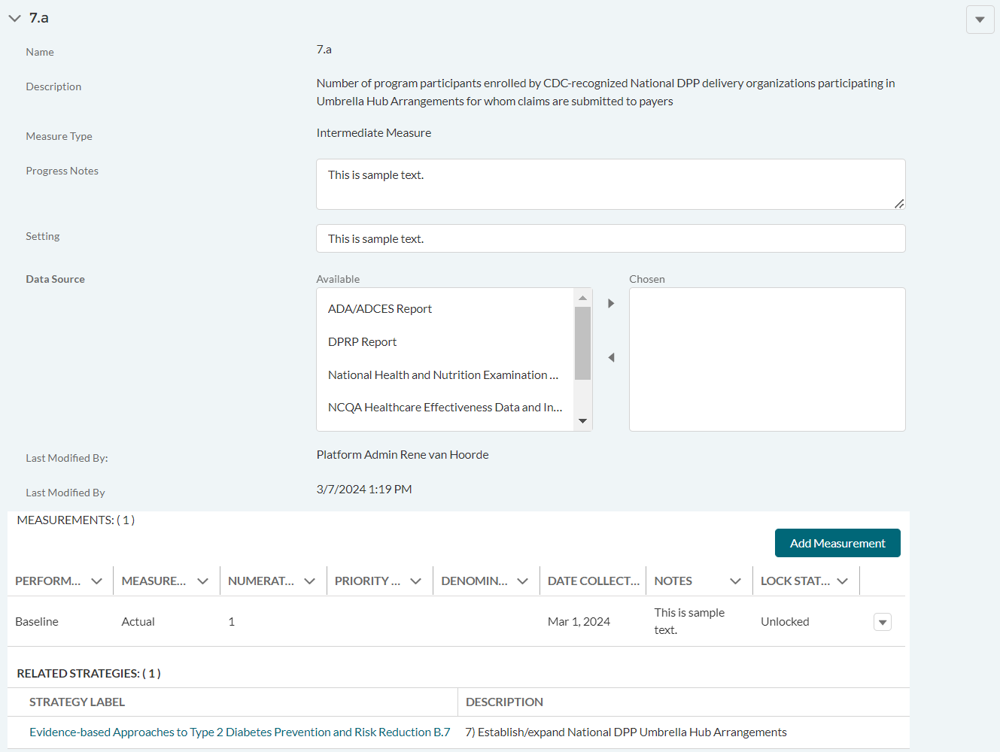 7.a
Name
7.a
Description
Number of program participants enrolled by CDC-recognized National DPP delivery organizations participating in
Umbrella Hub Arrangements for whom claims are submitted to payers
Measure Type
Intermediate Measure
Progress Notes
This is sample text.
Setting
This is sample text.
Data Source
Available
Chosen
ADA/ADCES Report
DPRP Report
National Health and Nutrition Examination ...
NCQA Healthcare Effectiveness Data and In...
Last Modified By:
Platform Admin Rene van Hoorde
Last Modified By
3/7/2024 1:19 PM
MEASUREMENTS: ( 1 )
Add Measurement
PERFORM... MEASURE... NUMERAT... PRIORITY ... DENOMIN... DATE COLLECT... NOTES LOCK STAT...
Baseline Actual 1 Mar 1, 2024 This is sample
text. Unlocked
RELATED STRATEGIES: ( 1 )
STRATEGY LABEL DESCRIPTION
Evidence-based Approaches to Type 2 Diabetes Prevention and Risk Reduction B.7 7) Establish/expand National DPP Umbrella Hub Arrangements